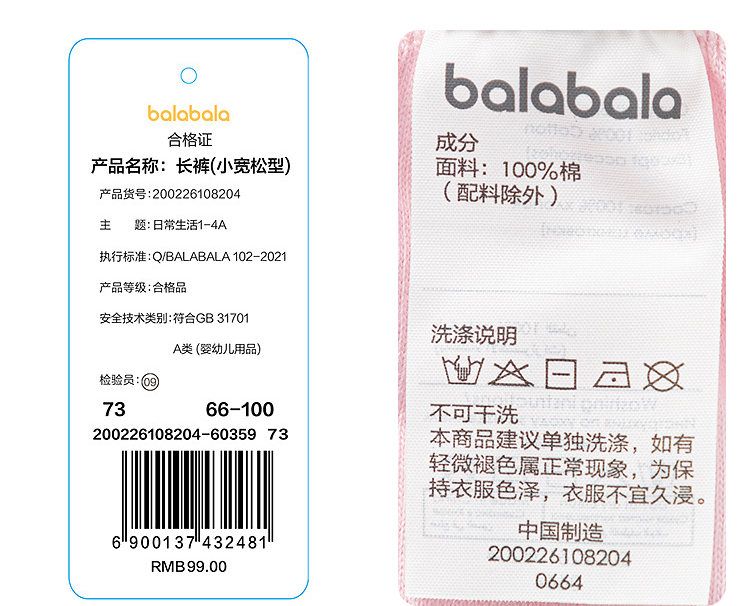 balabala
合格证
产品名称：长裤(小宽松型)
产品货号:200226108204
主 题:日常生活1-4A
执行标准:Q/BALABALA 102-2021
产品等级:合格品
安全技术类别:符合GB 31701
A类 (婴幼儿用品)
检验员:09
73 66-100
200226108204-60359 73
6 900137 432481
RMB99.00
balabala
成分
面料：100%棉
（配料除外）
洗涤说明
不可干洗
本商品建议单独洗涤，如有
轻微褪色属正常现象，为保
持衣服色泽，衣服不宜久浸。
中国制造
200226108204
0664